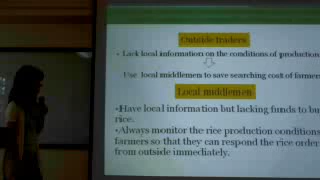 Outside traders
• Lack local information on the conditions of production
Use local middlemen to save searching cost of farmers
Local middlemen
•Have local information but lacking funds to bu
rice.
•Always monitor the rice production conditions
farmers so that they can respond the rice order
from outside immediately.